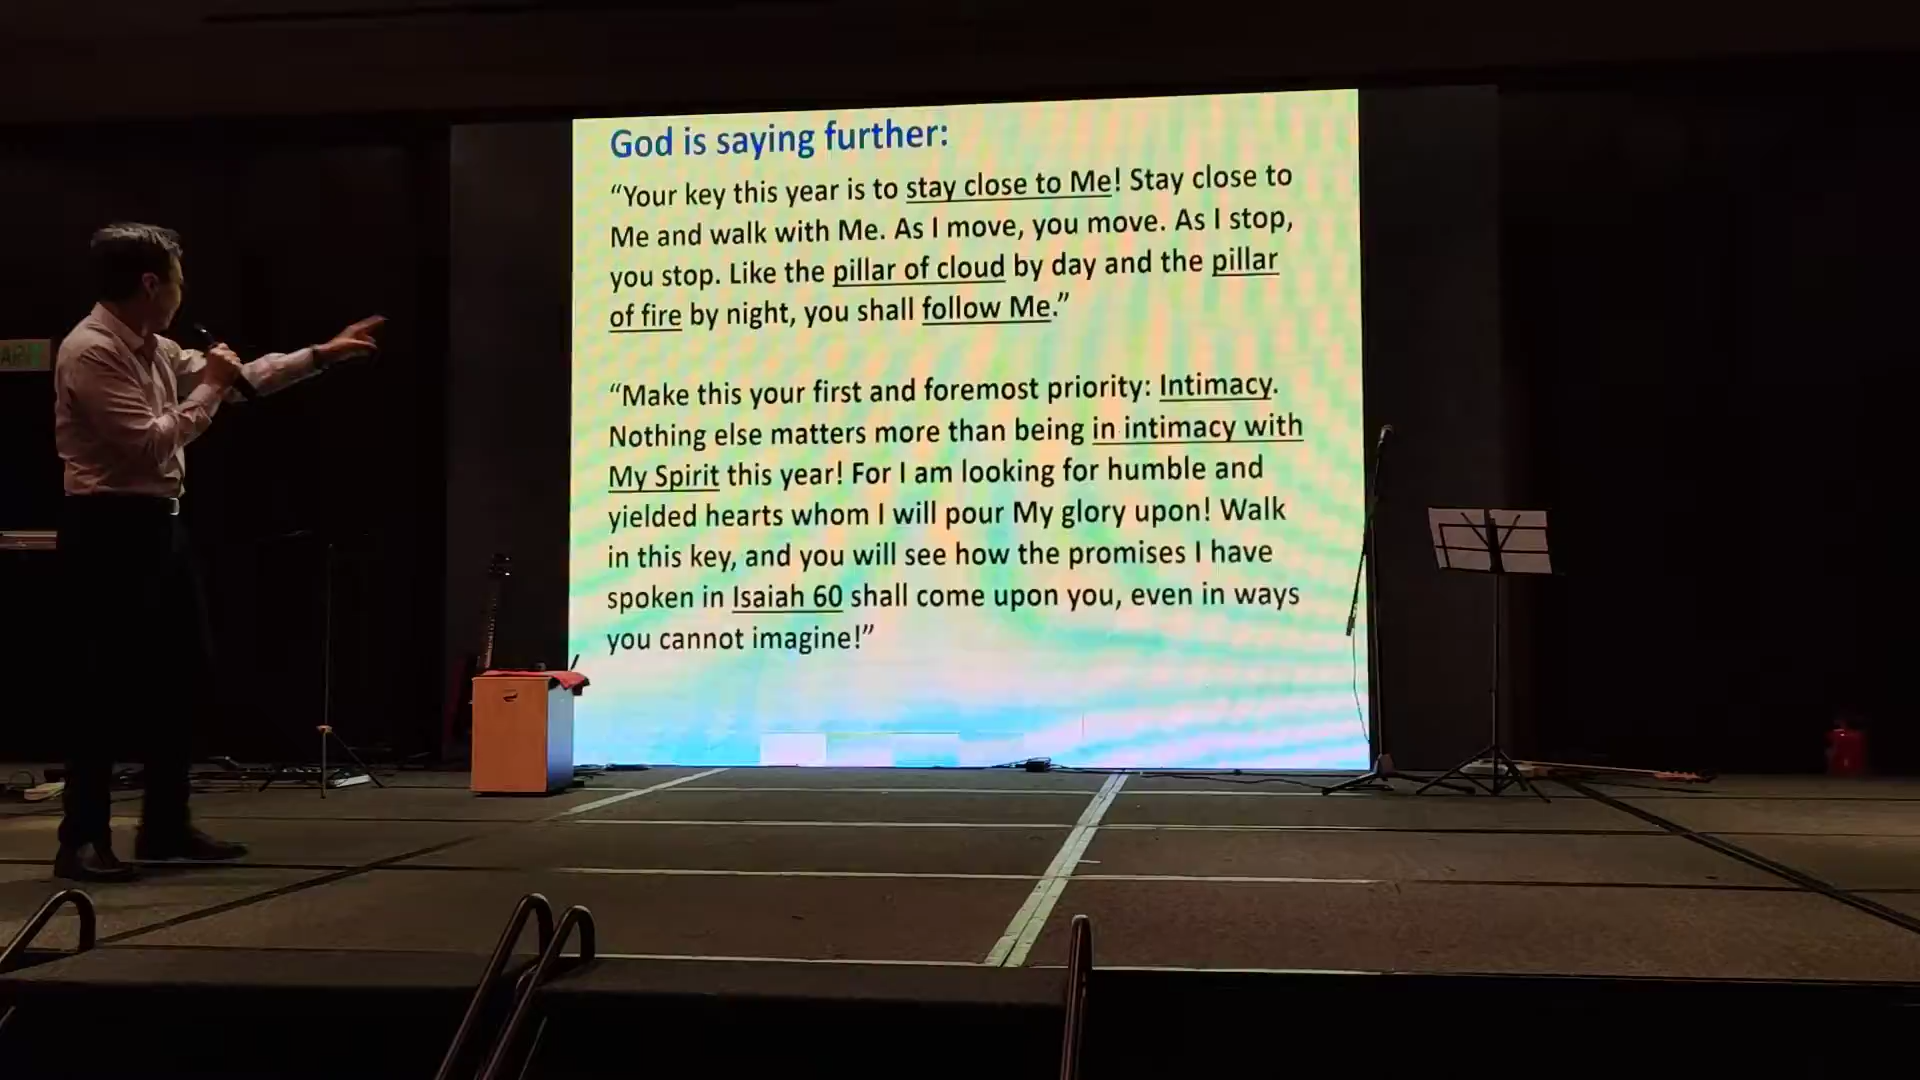 God is saying further:
“Your key this year is to stay close to Me! Stay close to
Me and walk with Me. As I move, you move. As I stop,
you stop. Like the pillar of cloud by day and the pillar
of fire by night, you shall follow Me.”
“Make this your first and foremost priority: Intimacy.
Nothing else matters more than being in intimacy with
My Spirit this year! For I am looking for humble and
yielded hearts whom I will pour My glory upon! Walk
in this key, and you will see how the promises I have
spoken in Isaiah 60 shall come upon you, even in ways
you cannot imagine!”